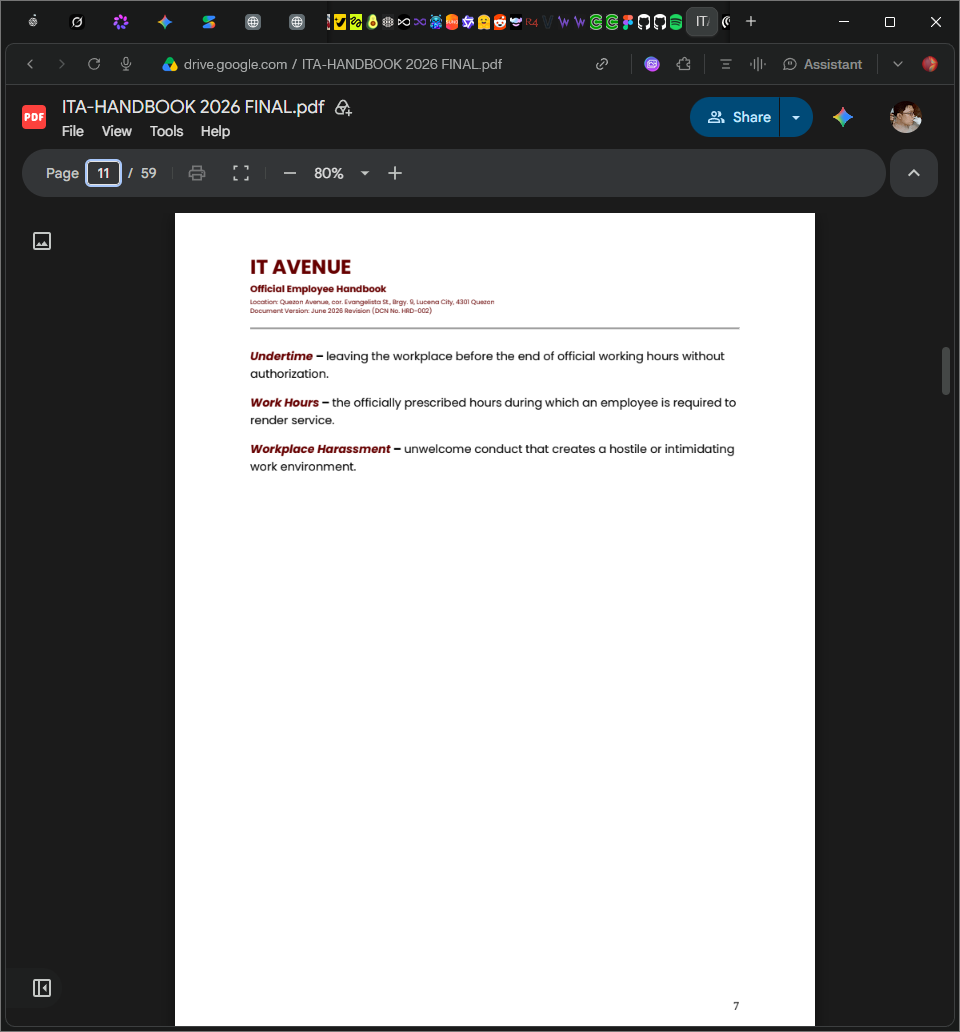 drive.google.com / ITA-HANDBOOK 2026 FINAL.pdf
Assistant
PDF
ITA-HANDBOOK 2026 FINAL.pdf
File View Tools Help
Share
Page 11 / 59
80%
IT AVENUE
Official Employee Handbook
Location: Quezon Avenue, cor. Evangelista St., Brgy. 9, Lucena City, 4301 Quezon
Document Version: June 2026 Revision (DCN No. HRD-002)
Undertime – leaving the workplace before the end of official working hours without
authorization.
Work Hours – the officially prescribed hours during which an employee is required to
render service.
Workplace Harassment – unwelcome conduct that creates a hostile or intimidating
work environment.
7